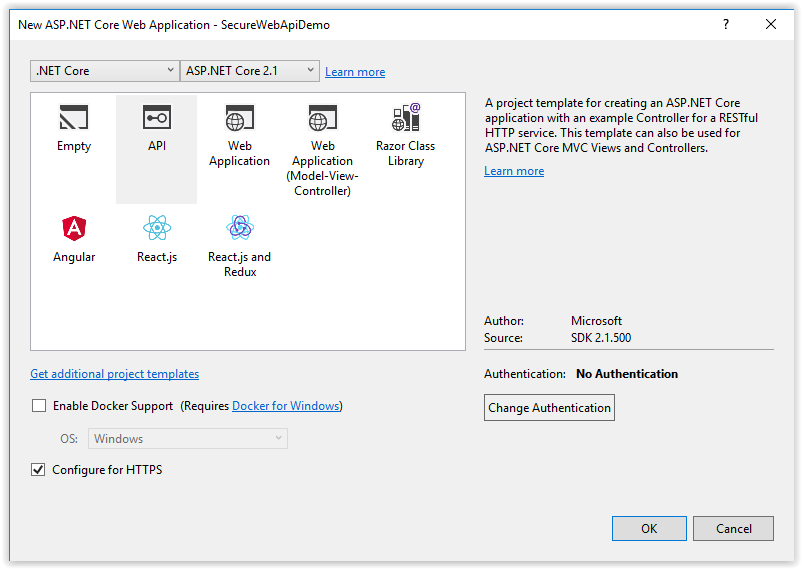 New ASP.NET Core Web Application - SecureWebApiDemo
?
.NET Core
ASP.NET Core 2.1
Learn more
Empty
API
Web
Application
Web
Application
(Model-View-
Controller)
Razor Class
Library
Angular
React.js
React.js and
Redux
A project template for creating an ASP.NET Core
application with an example Controller for a RESTful
HTTP service. This template can also be used for
ASP.NET Core MVC Views and Controllers.
Learn more
Author: Microsoft
Source: SDK 2.1.500
Get additional project templates
Authentication: No Authentication
Enable Docker Support (Requires Docker for Windows)
Change Authentication
OS: Windows
Configure for HTTPS
OK
Cancel